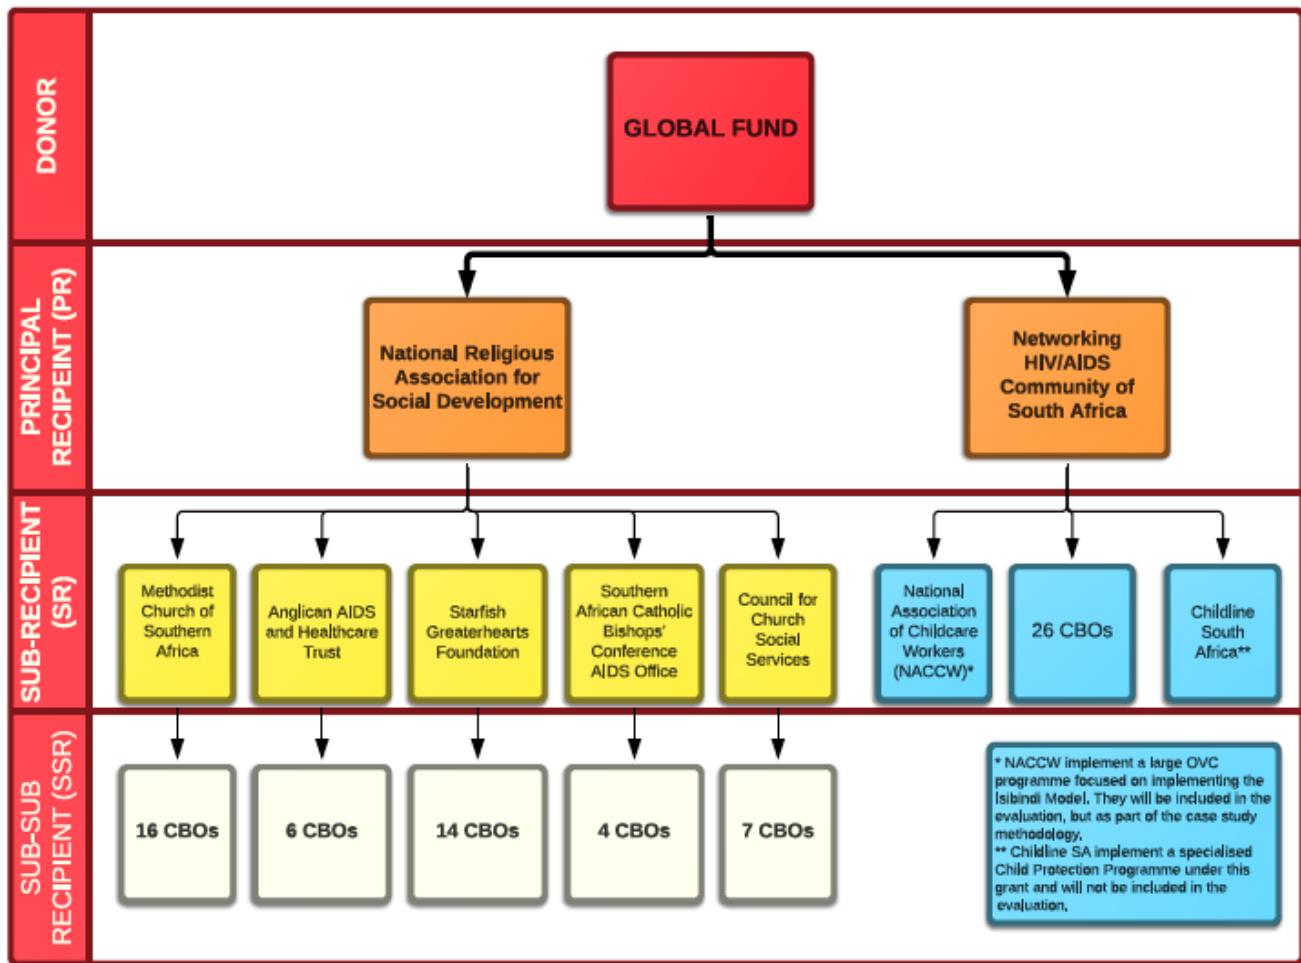 DONOR
GLOBAL FUND
PRINCIPAL
RECIPEINT (PR)
National Religious
Association for
Social Development
Networking
HIV/AIDS
Community of
South Africa
SUB-RECIPIENT
(SR)
Methodist
Church of
Southern
Africa
Anglican AIDS
and Healthcare
Trust
Starfish
Greaterhearts
Foundation
Southern
African Catholic
Bishops'
Conference
AIDS Office
Council for
Church
Social
Services
National
Association
of Childcare
Workers
(NACCW)*
26 CBOs
Childline
South
Africa**
SUB-SUB
RECIPIENT (SSR)
16 CBOs
6 CBOs
14 CBOs
4 CBOs
7 CBOs
* NACCW implement a large OVC
programme focused on implementing the
Isibindi Model. They will be included in the
evaluation, but as part of the case study
methodology.
** Childline SA implement a specialised
Child Protection Programme under this
grant and will not be included in the
evaluation.